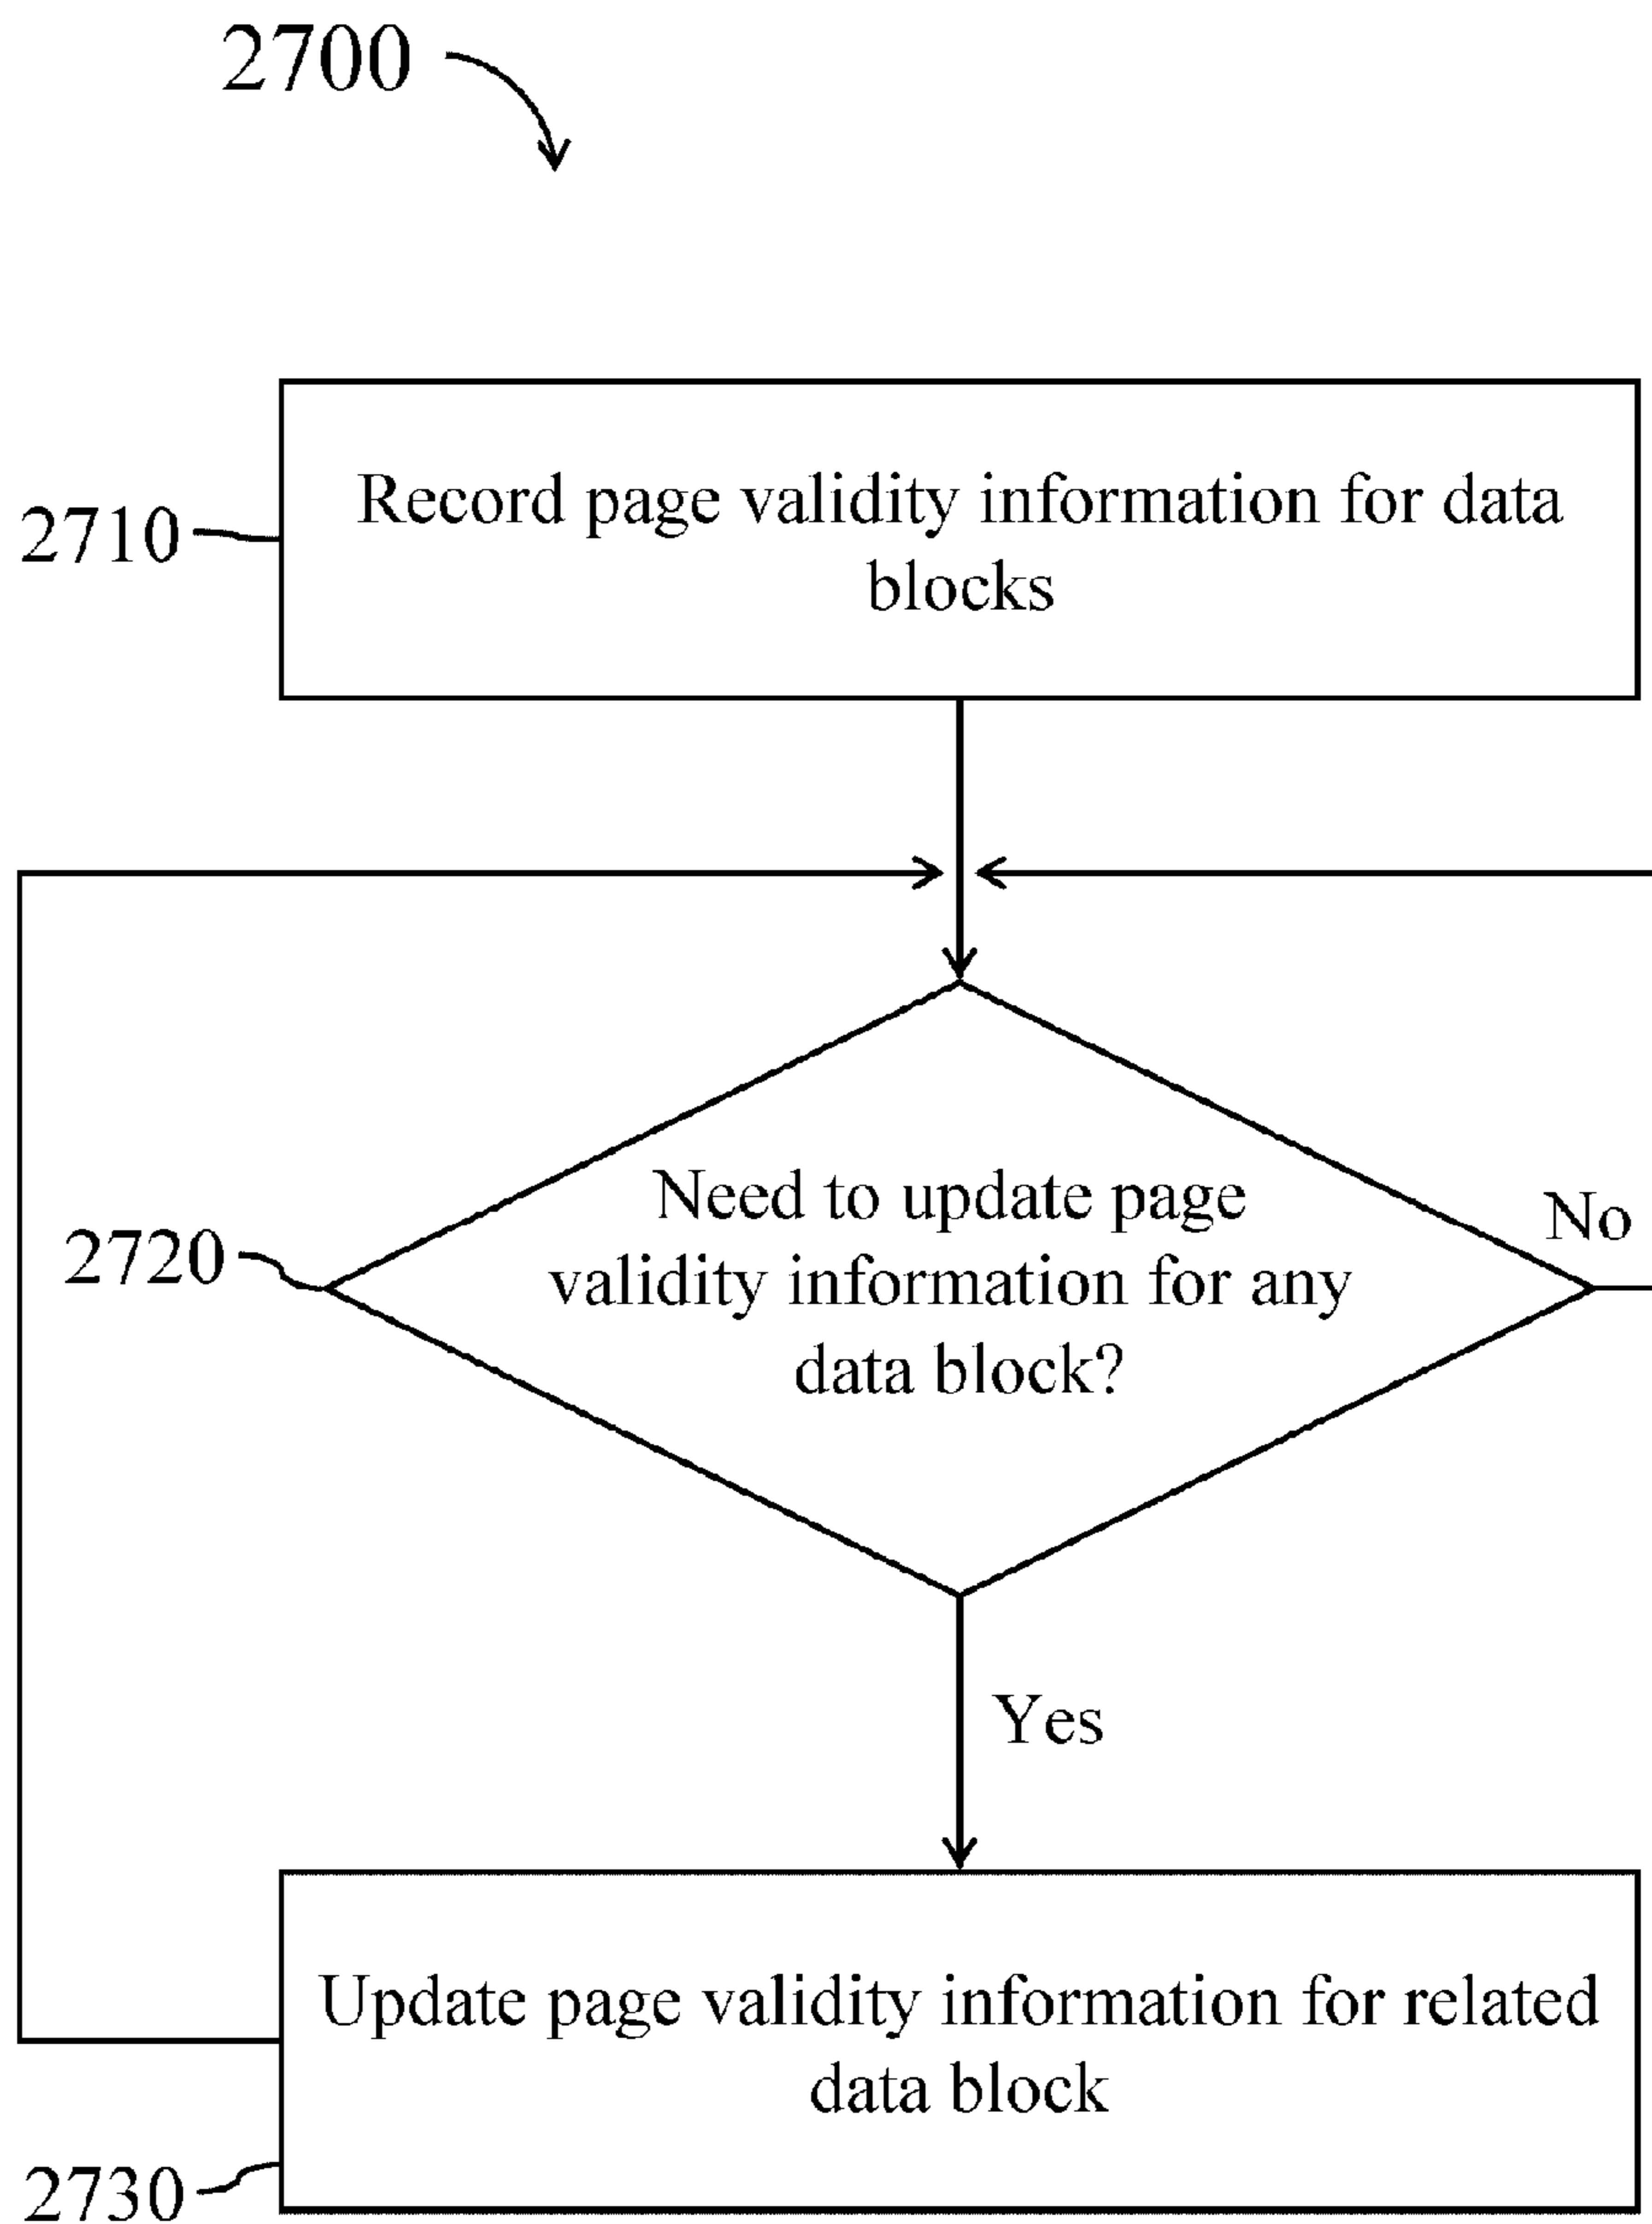 2700
2710
Record page validity information for data
blocks
2720
Need to update page
validity information for any
data block?
No
Yes
Update page validity information for related
data block
2730